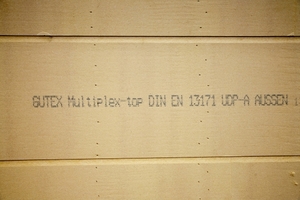 GUTEX Multiplex-top DIN EN 13171 UDP-A AUSSEN